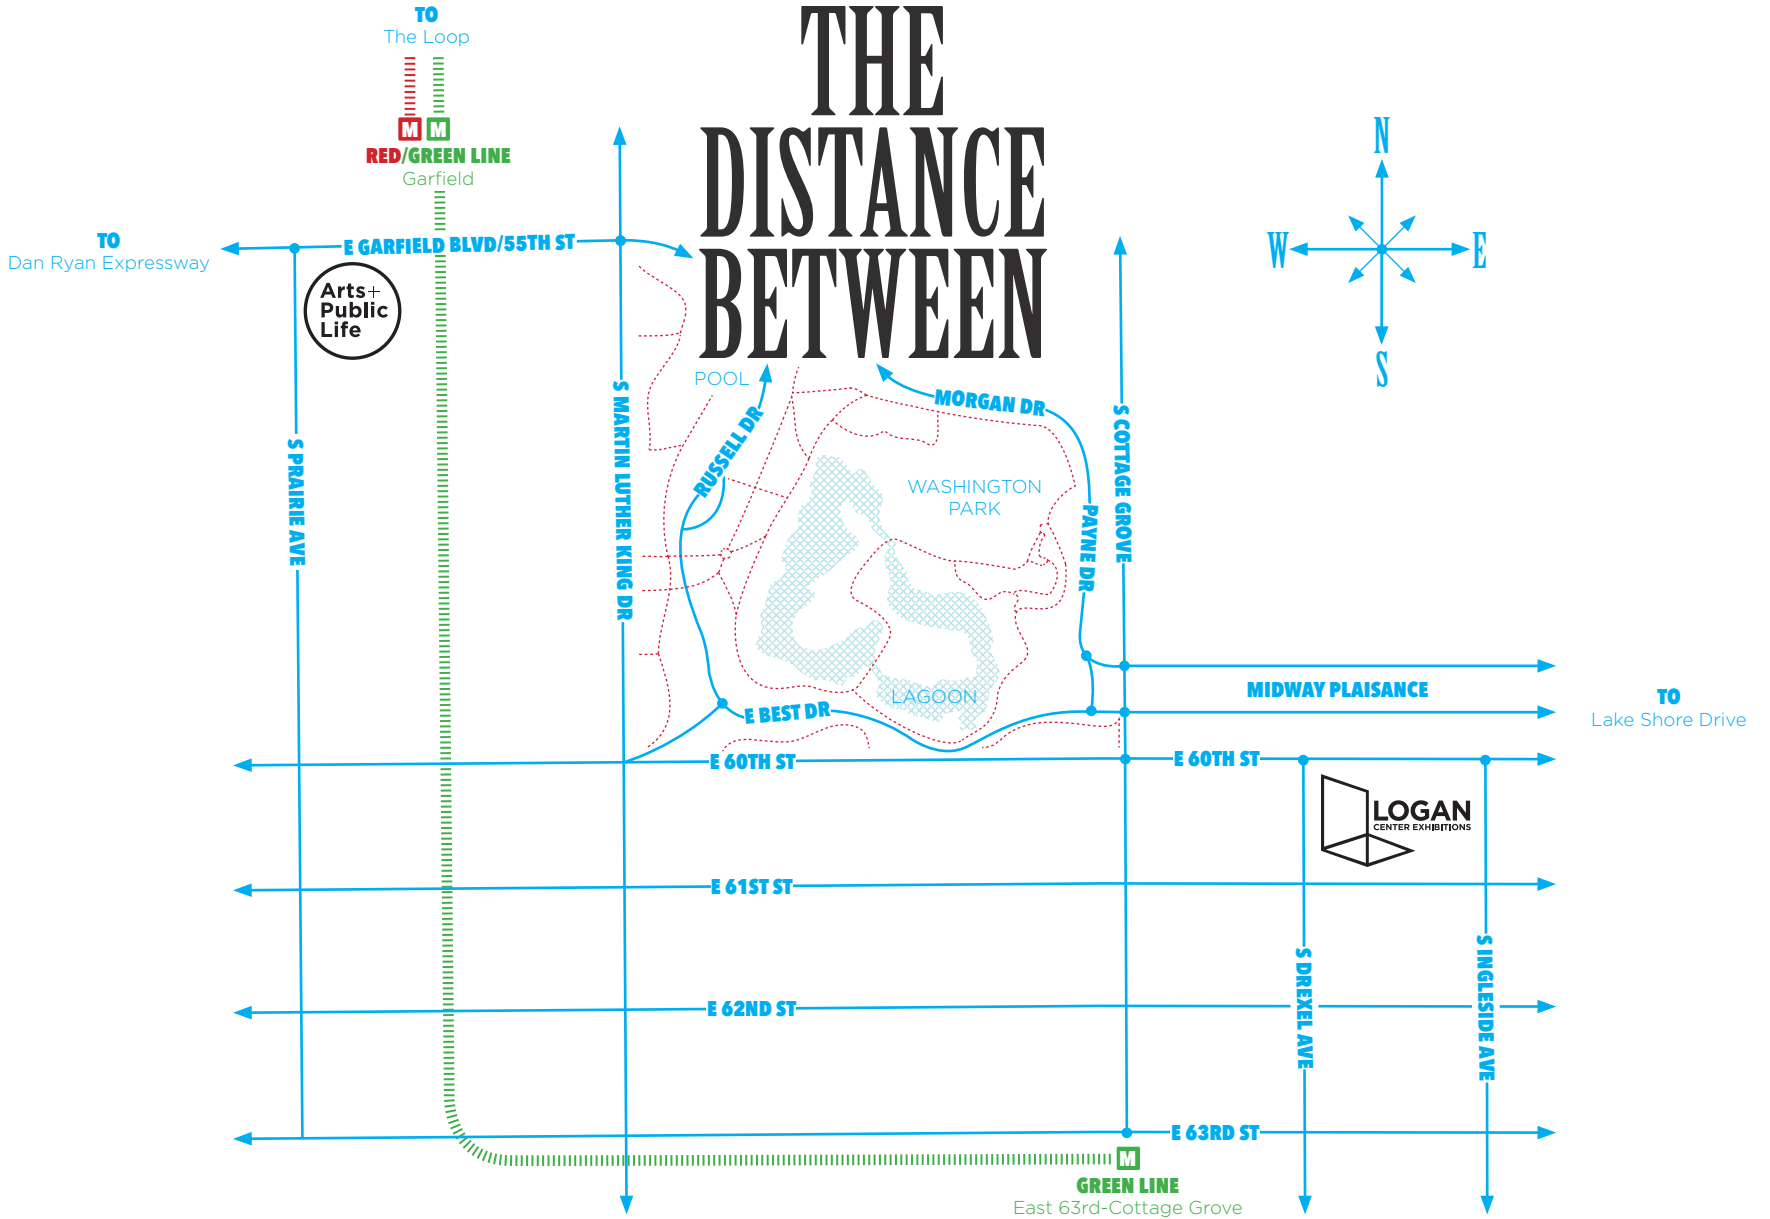 TO
The Loop
THE
DISTANCE
BETWEEN
M
M
RED/GREEN LINE
Garfield
N
W
E
S
TO
Dan Ryan Expressway
E GARFIELD BLVD/55TH ST
Arts+
Public
Life
POOL
S PRAIRIE AVE
S MARTIN LUTHER KING DR
RUSSELL DR
MORGAN DR
S COTTAGE GROVE
WASHINGTON
PARK
PAYNE DR
LAGOON
E BEST DR
MIDWAY PLAISANCE
TO
Lake Shore Drive
E 60TH ST
E 60TH ST
LOGAN
CENTER EXHIBITIONS
E 61ST ST
S DREXEL AVE
S INGLESIDE AVE
E 62ND ST
E 63RD ST
M
GREEN LINE
East 63rd-Cottage Grove